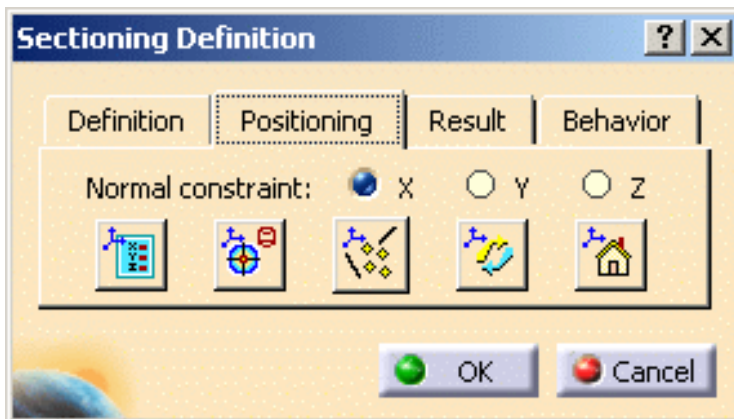 Sectioning Definition ? X
Definition Positioning Result Behavior
Normal constraint: X Y Z
X
Y
Z
OK Cancel